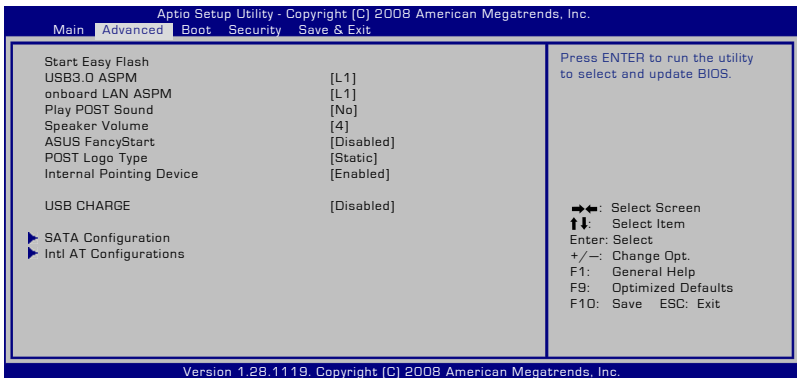 Aptio Setup Utility - Copyright (C) 2008 American Megatrends, Inc.
Main Advanced Boot Security Save & Exit
Start Easy Flash
USB3.0 ASPM [L1]
onboard LAN ASPM [L1]
Play POST Sound [No]
Speaker Volume [4]
ASUS FancyStart [Disabled]
POST Logo Type [Static]
Internal Pointing Device [Enabled]
USB CHARGE [Disabled]
SATA Configuration
Intl AT Configurations
Press ENTER to run the utility
to select and update BIOS.
→←: Select Screen
↑↓: Select Item
Enter: Select
+/—: Change Opt.
F1: General Help
F9: Optimized Defaults
F10: Save ESC: Exit
Version 1.28.1119. Copyright (C) 2008 American Megatrends, Inc.